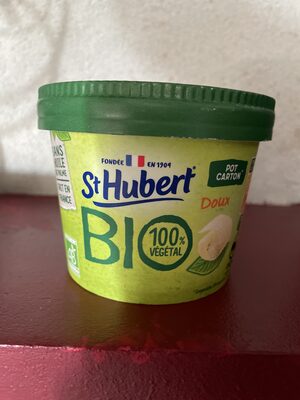 FONDÉE EN 1904
St Hubert
BIO
100%
VÉGÉTAL
POT
CARTON
Doux